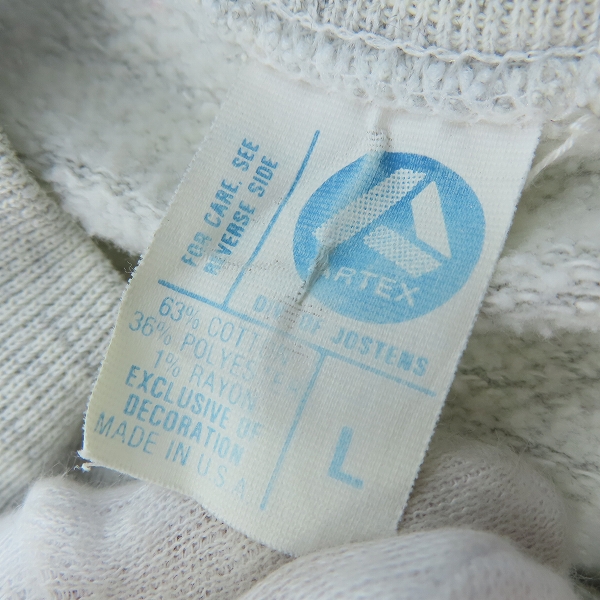 FOR CARE, SEE
REVERSE SIDE
ARTEX
DIV. OF JOSTENS
63% COTTON
36% POLYESTER
1% RAYON
EXCLUSIVE OF
DECORATION
MADE IN U.S.A.
L